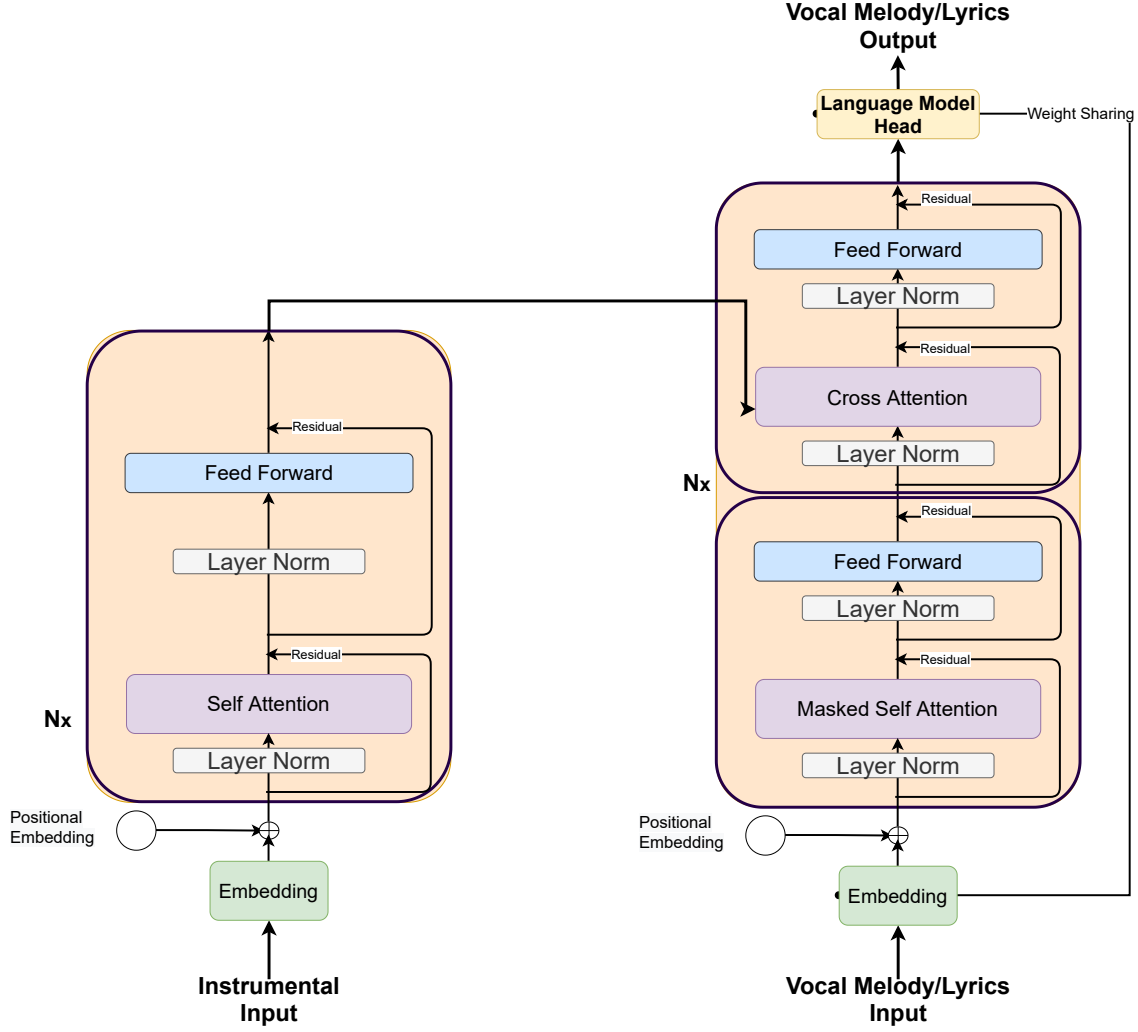 Vocal Melody/Lyrics
Output
Language Model
Head
Weight Sharing
Residual
Feed Forward
Layer Norm
Residual
Cross Attention
Layer Norm
Nx
Residual
Feed Forward
Layer Norm
Residual
Masked Self Attention
Layer Norm
Positional
Embedding
Embedding
Vocal Melody/Lyrics
Input
Residual
Feed Forward
Layer Norm
Residual
Self Attention
Nx
Layer Norm
Positional
Embedding
Embedding
Instrumental
Input